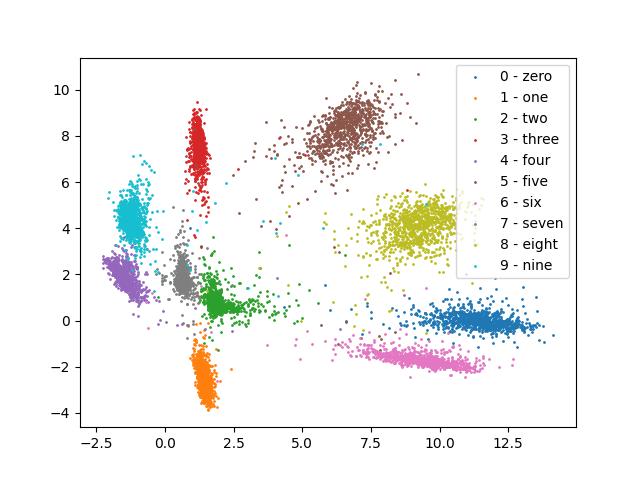 10
8
6
4
2
0
−2
−4
−2.5 0.0 2.5 5.0 7.5 10.0 12.5
0 - zero
1 - one
2 - two
3 - three
4 - four
5 - five
6 - six
7 - seven
8 - eight
9 - nine